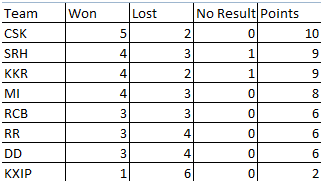 Team Won Lost No Result Points
CSK 5 2 0 10
SRH 4 3 1 9
KKR 4 2 1 9
MI 4 3 0 8
RCB 3 3 0 6
RR 3 4 0 6
DD 3 4 0 6
KXIP 1 6 0 2